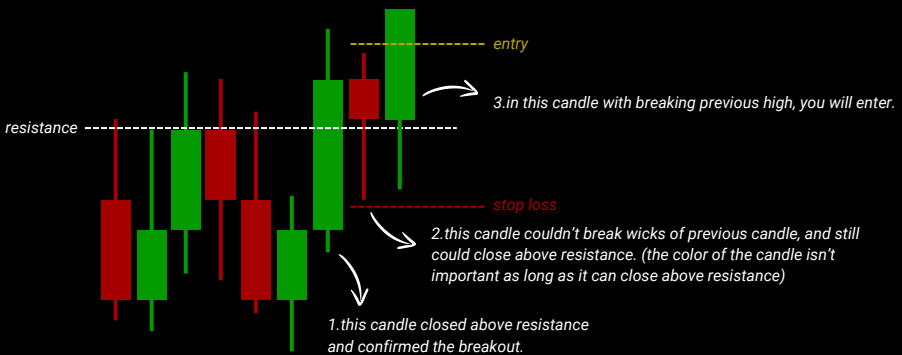 entry
3.in this candle with breaking previous high, you will enter.
resistance
stop loss
2.this candle couldn't break wicks of previous candle, and still
could close above resistance. (the color of the candle isn't
important as long as it can close above resistance)
1.this candle closed above resistance
and confirmed the breakout.